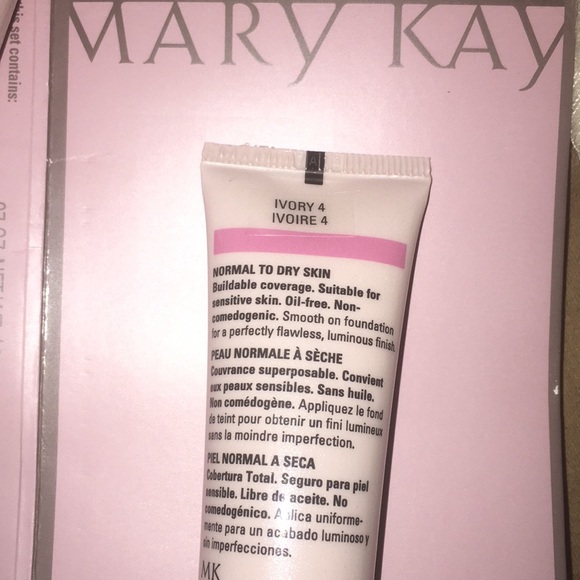 MARY KAY
this set contains:
IVORY 4
IVOIRE 4
NORMAL TO DRY SKIN
Buildable coverage. Suitable for
sensitive skin. Oil-free. Non-
comedogenic. Smooth on foundation
for a perfectly flawless, luminous finish.
PEAU NORMALE À SÈCHE
Couvrance superposable. Convient
aux peaux sensibles. Sans huile.
Non comédogène. Appliquez le fond
de teint pour obtenir un fini lumineux
sans la moindre imperfection.
PIEL NORMAL A SECA
Cobertura Total. Seguro para piel
sensible. Libre de aceite. No
comedogénico. Aplica uniforme-
mente para un acabado luminoso y
sin imperfecciones.
MK